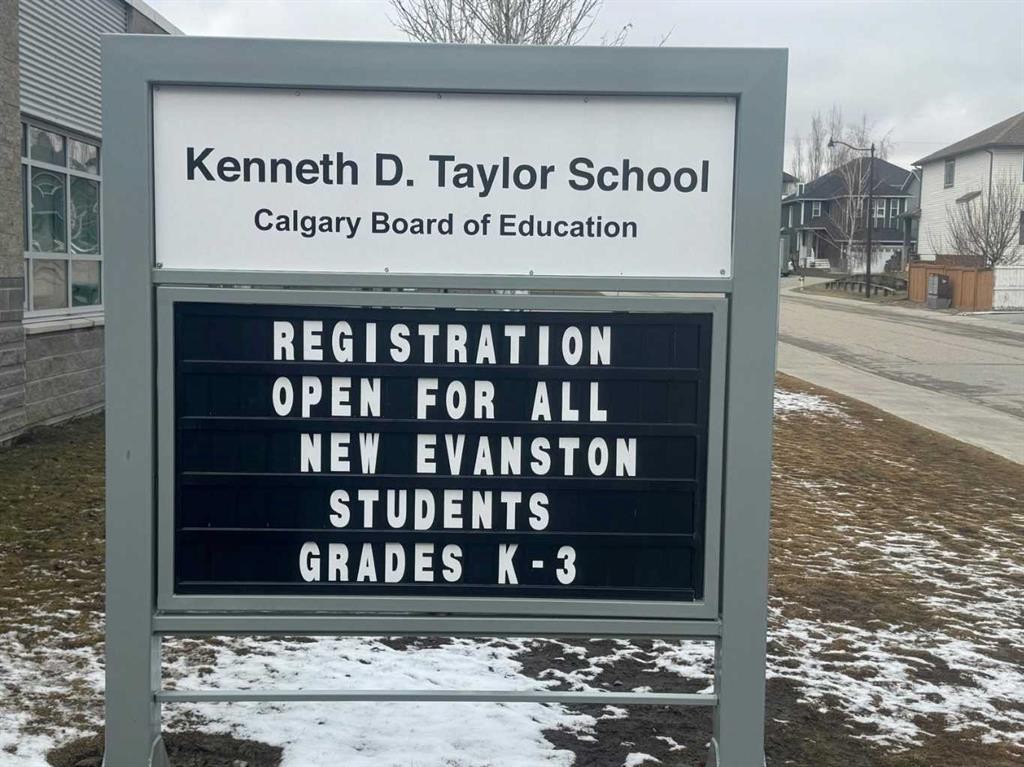 Kenneth D. Taylor School
Calgary Board of Education
REGISTRATION
OPEN FOR ALL
NEW EVANSTON
STUDENTS
GRADES K-3